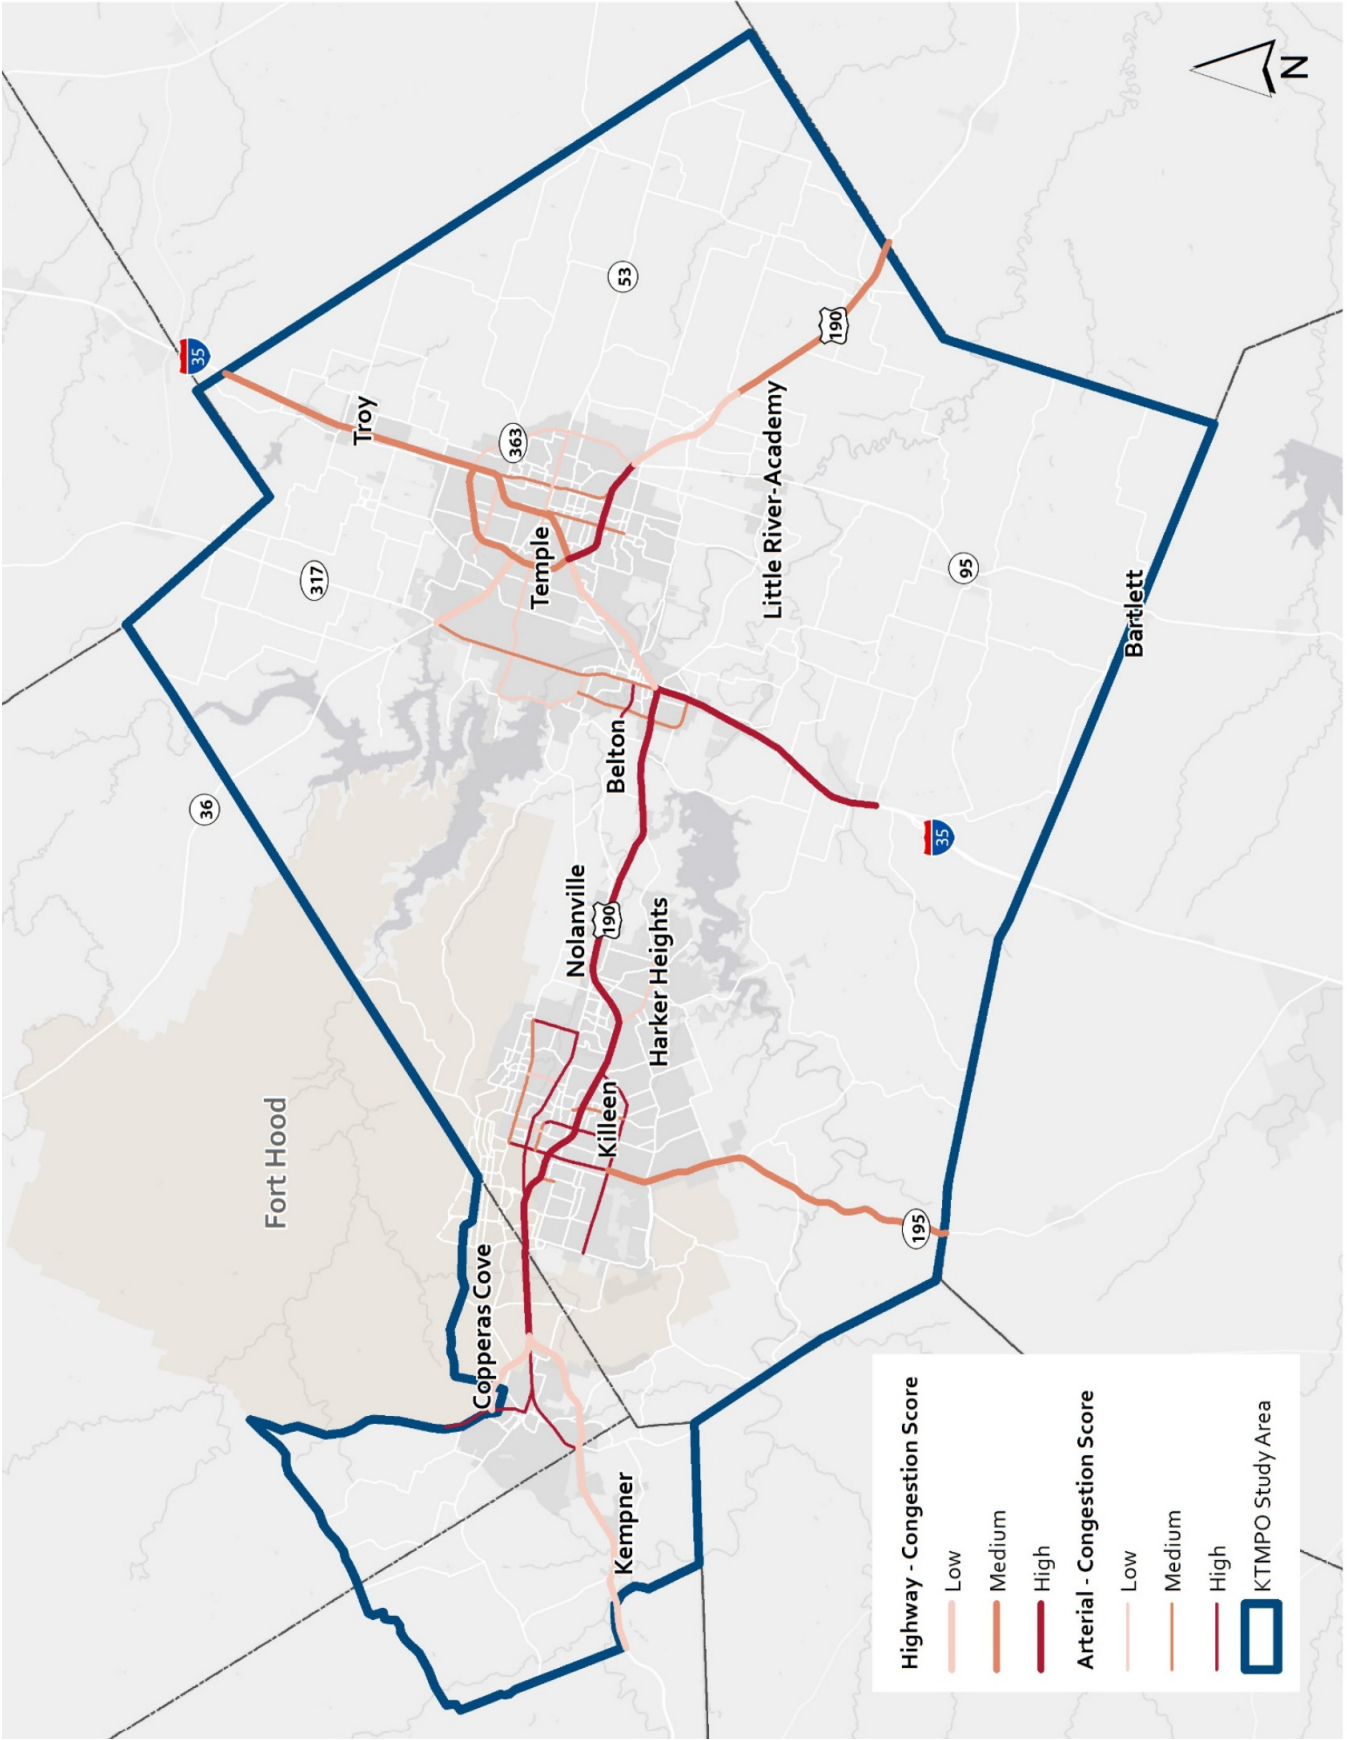 35
Troy
363
53
317
Temple
190
36
Little River-Academy
95
Belton
Bartlett
35
Nolanville
190
Harker Heights
Fort Hood
Killeen
195
Copperas Cove
Kempner
N
Highway - Congestion Score
Low
Medium
High
Arterial - Congestion Score
Low
Medium
High
KTMPO Study Area